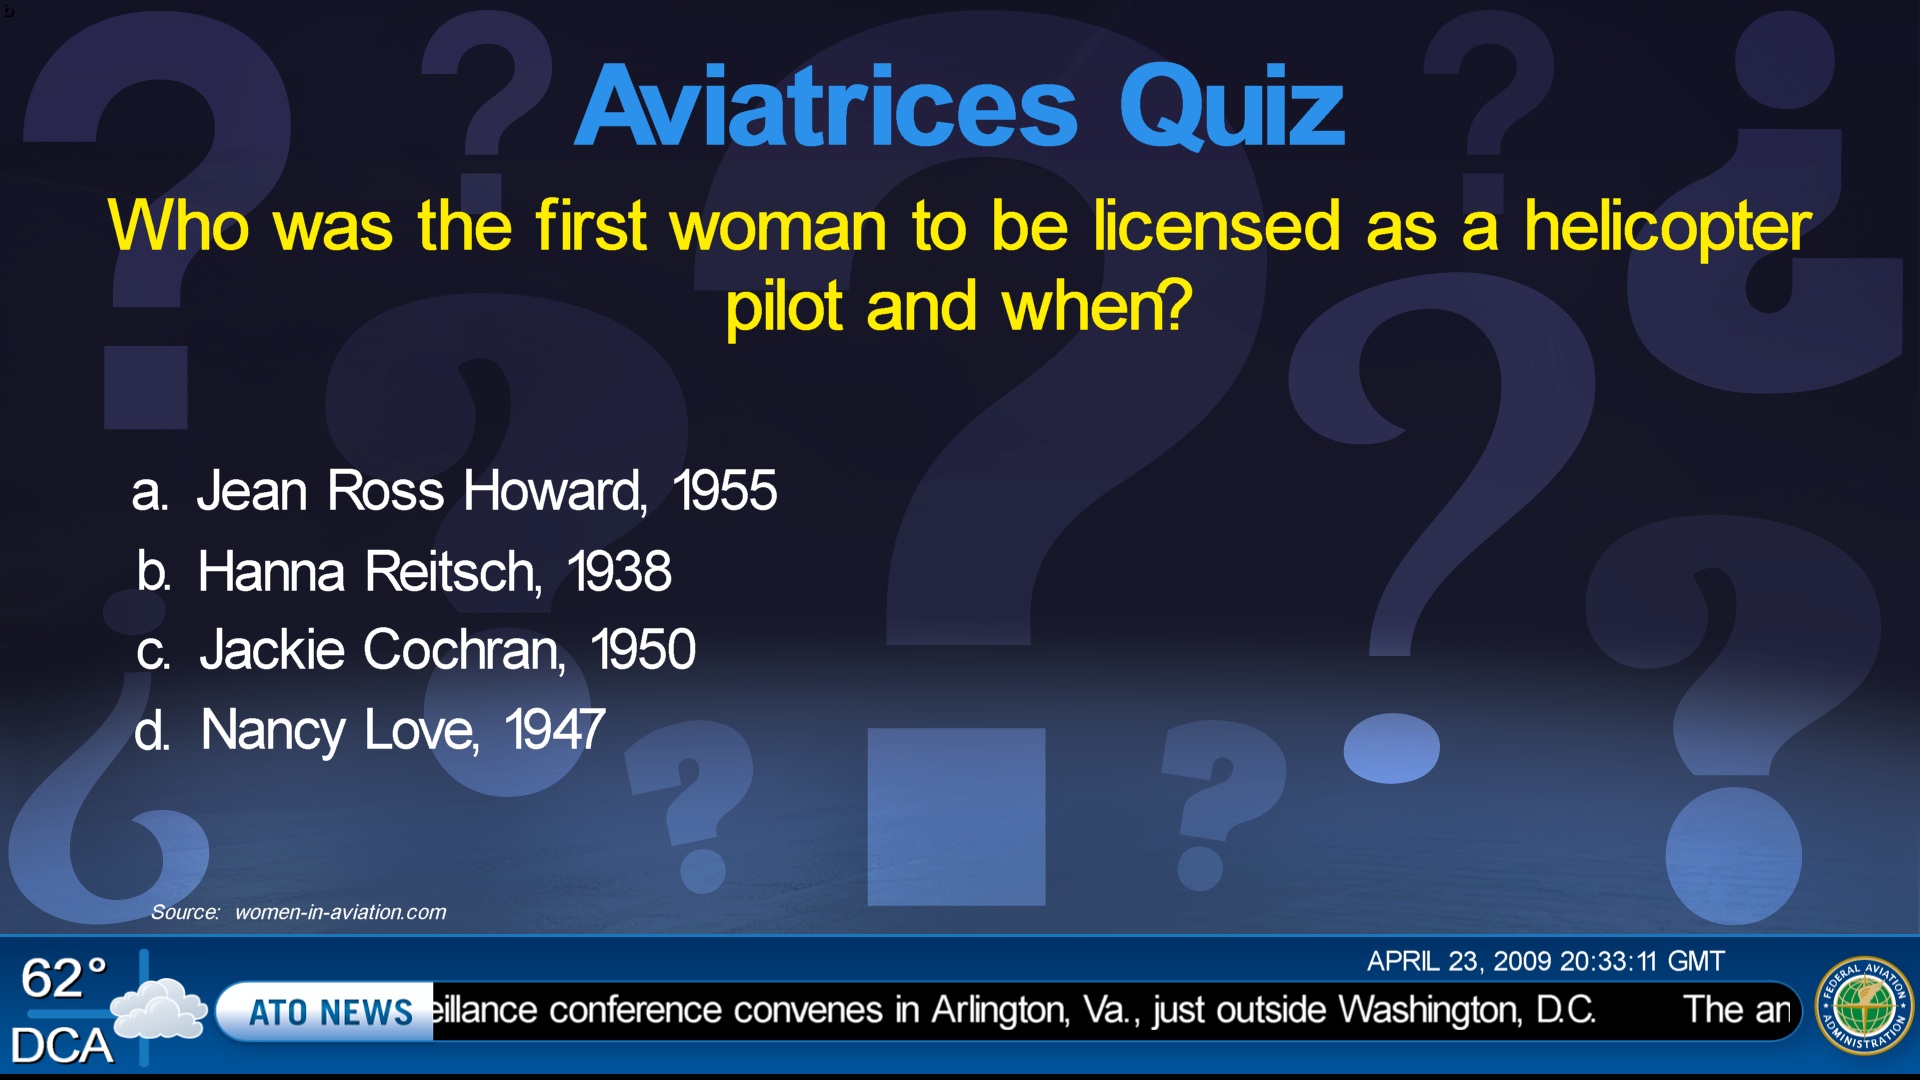 b
Aviatrices Quiz
Who was the first woman to be licensed as a helicopter
pilot and when?
a. Jean Ross Howard, 1955
b. Hanna Reitsch, 1938
c. Jackie Cochran, 1950
d. Nancy Love, 1947
Source: women-in-aviation.com
62°
DCA
APRIL 23, 2009 20:33:11 GMT
ATO NEWS
eillance conference convenes in Arlington, Va., just outside Washington, D.C. The an
FEDERAL AVIATION
ADMINISTRATION